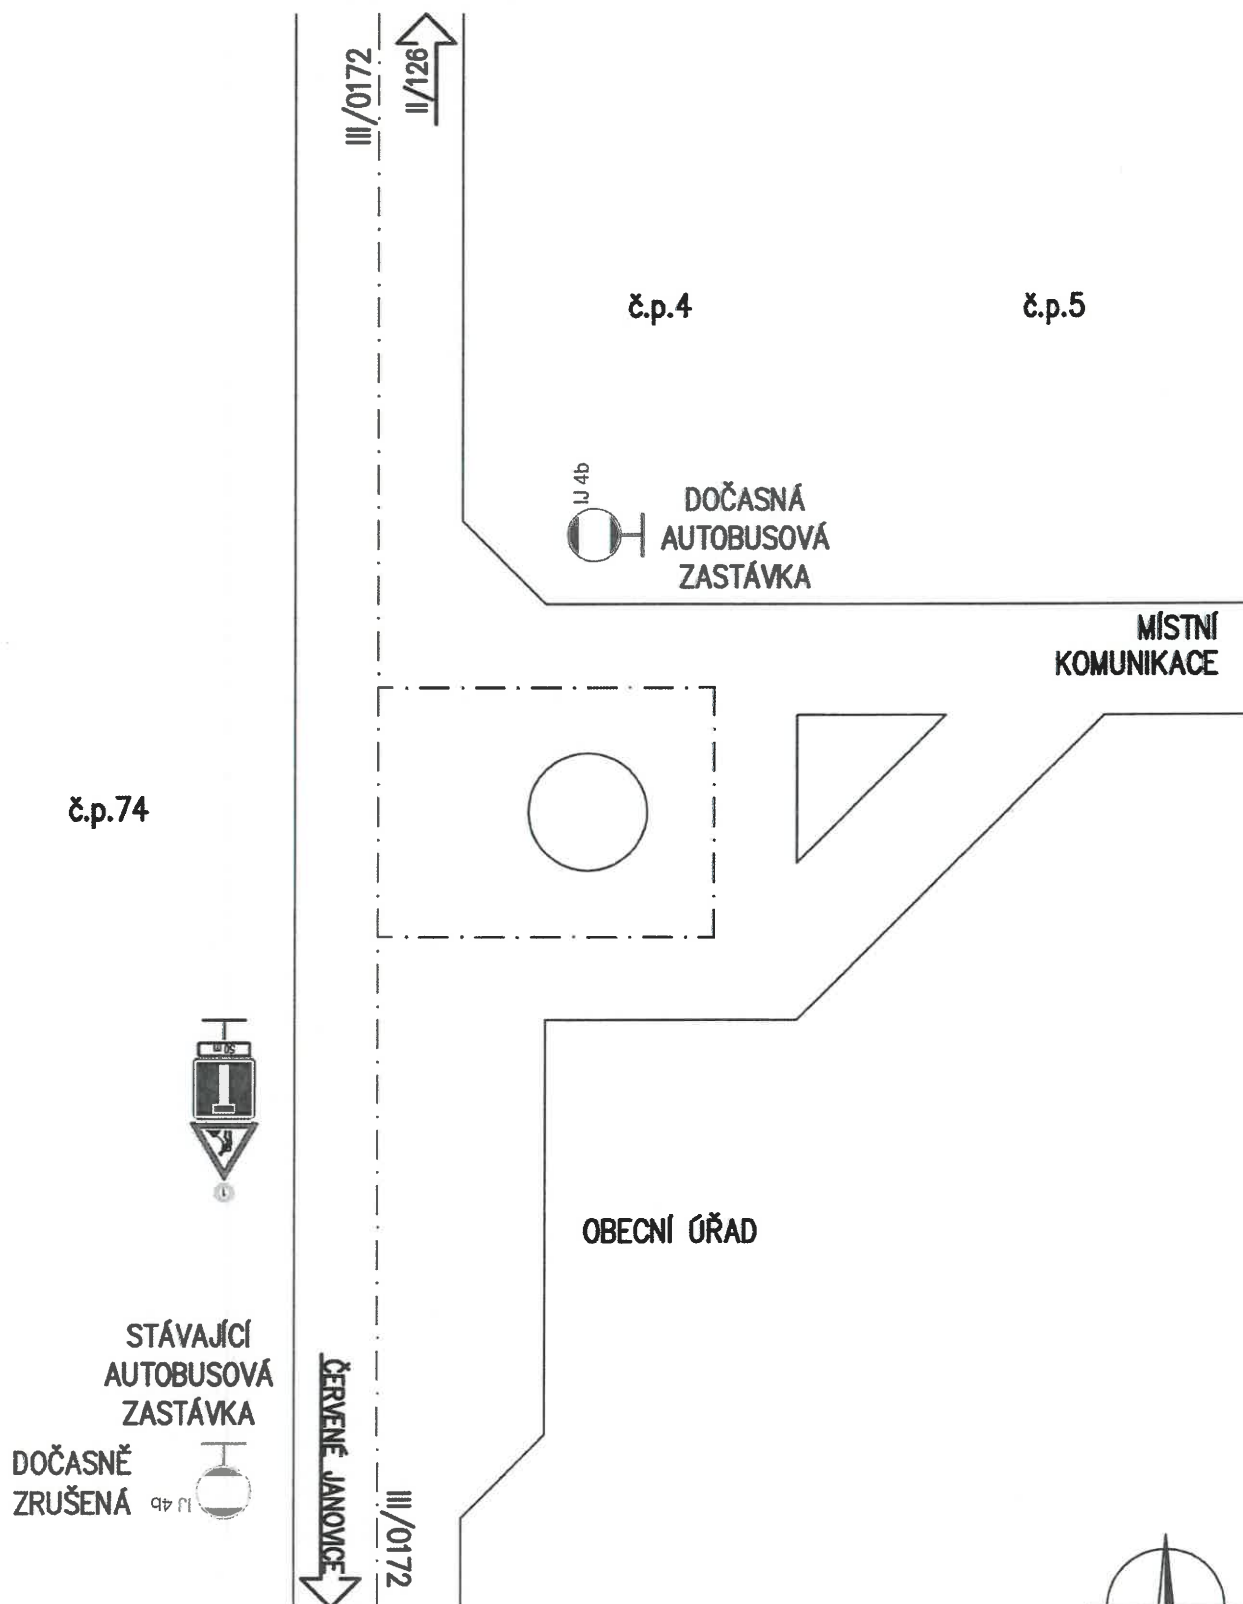 III/0172
II/126
č.p.4
č.p.5
IJ 4b
DOČASNÁ
AUTOBUSOVÁ
ZASTÁVKA
MÍSTNÍ
KOMUNIKACE
č.p.74
50 m
OBECNÍ ÚŘAD
STÁVAJÍCÍ
AUTOBUSOVÁ
ZASTÁVKA
DOČASNĚ
ZRUŠENÁ
IJ 4b
ČERVENÉ JANOVICE
III/0172